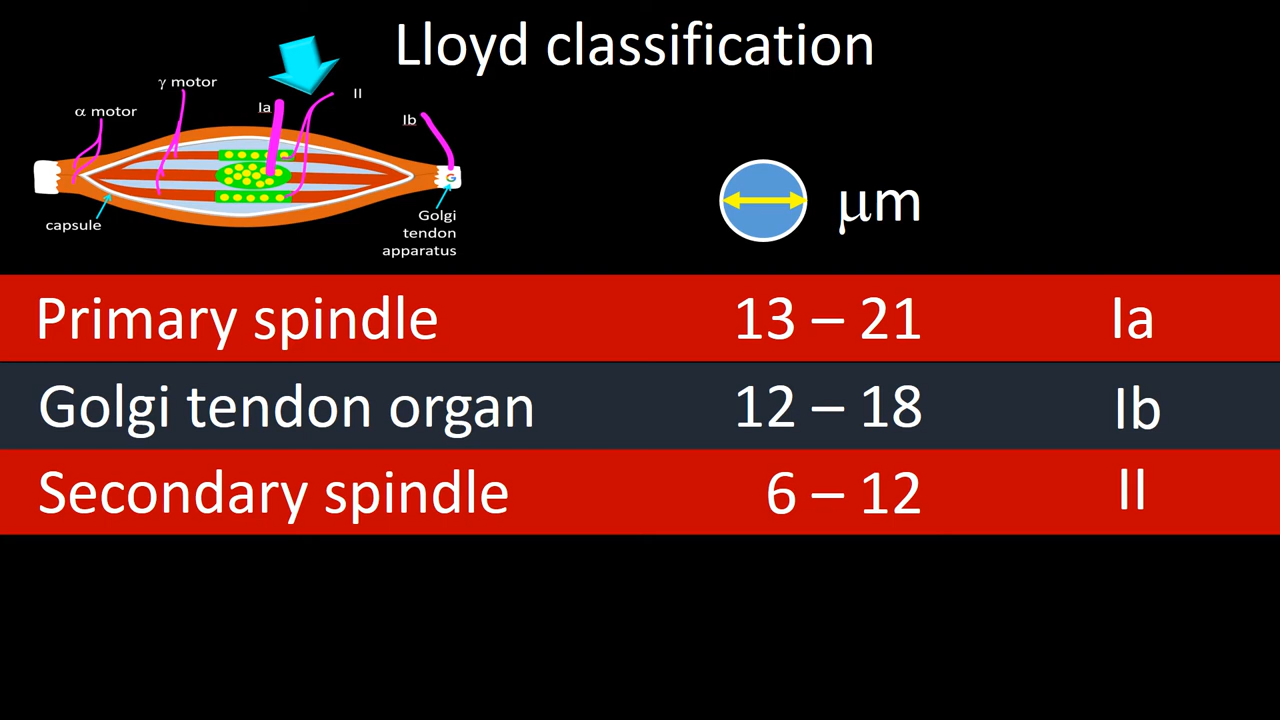 Lloyd classification
α motor
γ motor
Ia
II
Ib
capsule
G
Golgi
tendon
apparatus
μm
Primary spindle 13 – 21 Ia
Golgi tendon organ 12 – 18 Ib
Secondary spindle 6 – 12 II